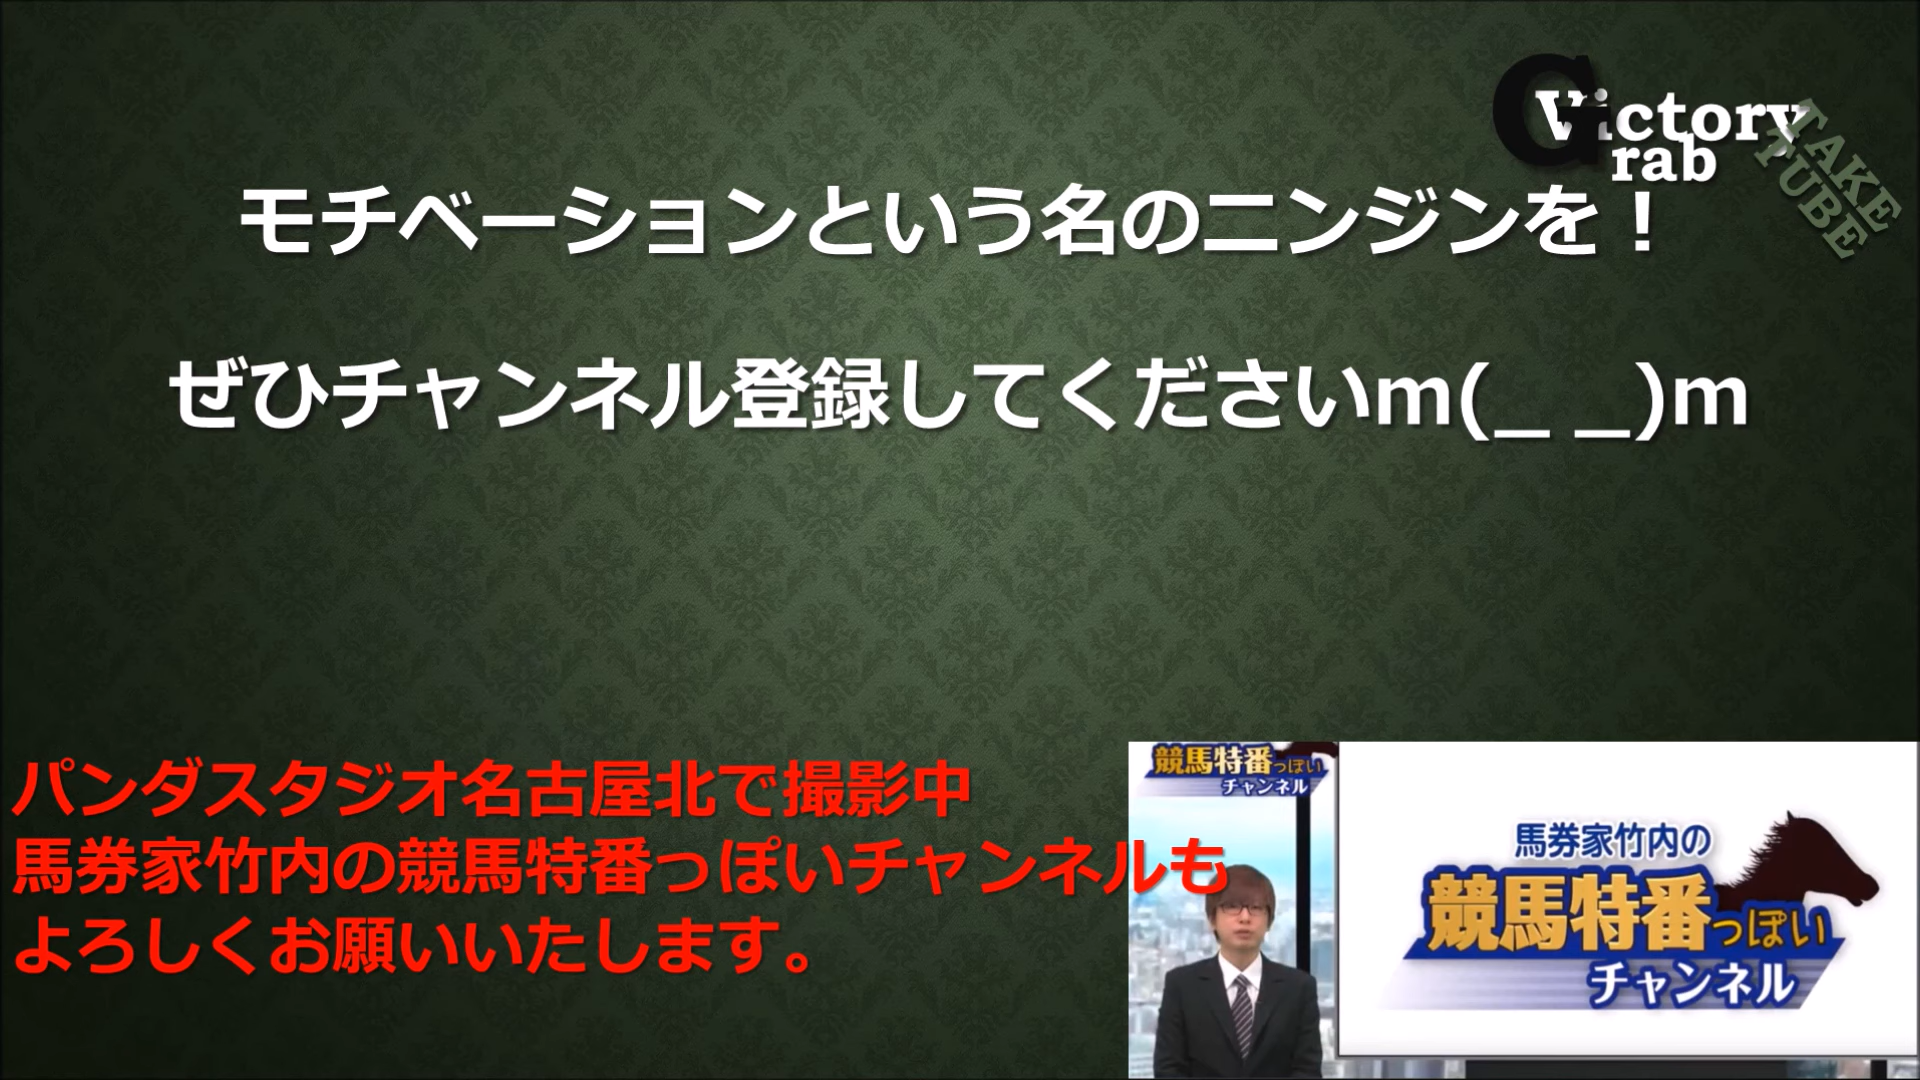 Victory
Grab
TAKE
TUBE
モチベーションという名のニンジンを！
ぜひチャンネル登録してくださいm(_ _)m
パンダスタジオ名古屋北で撮影中
馬券家竹内の競馬特番っぽいチャンネルも
よろしくお願いいたします。
競馬特番っぽい
チャンネル
馬券家竹内の
競馬特番っぽい
チャンネル